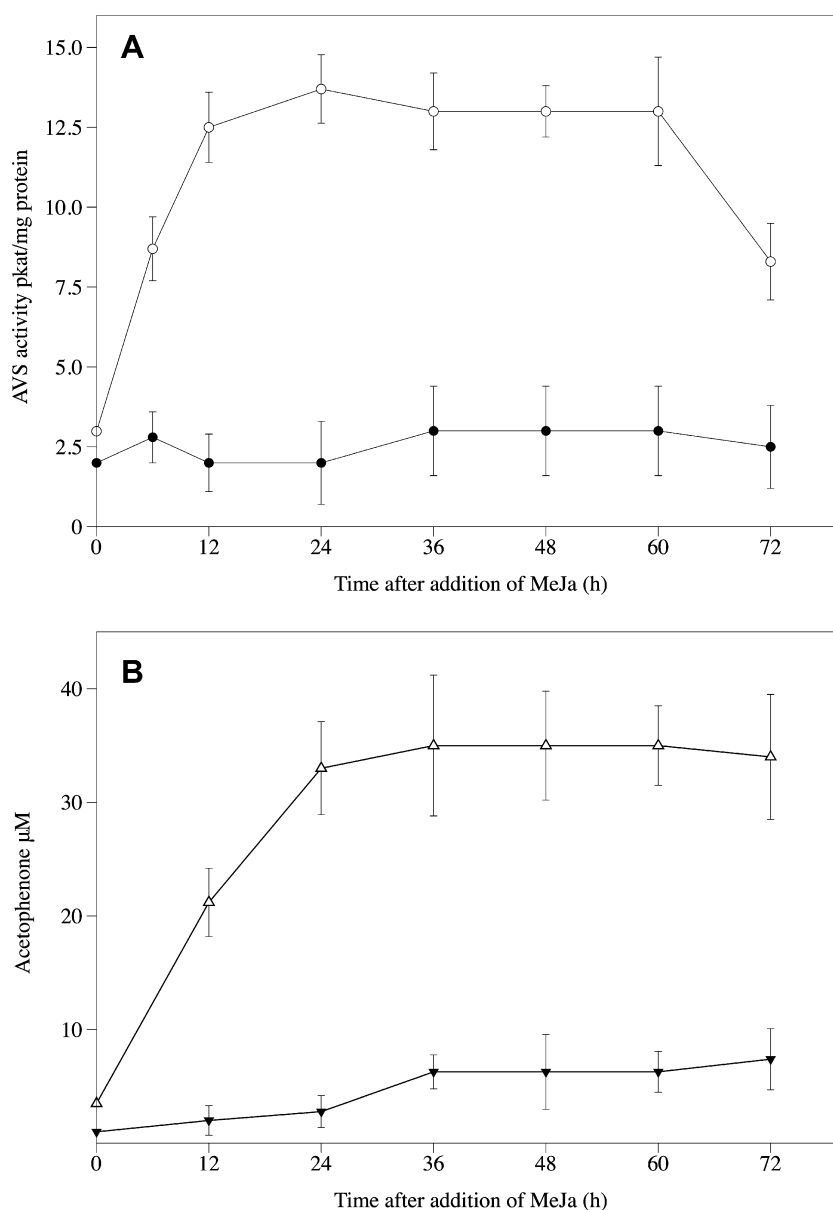 A
15.0
12.5
10.0
7.5
5.0
2.5
0
AVS activity pkat/mg protein
0 12 24 36 48 60 72
Time after addition of MeJa (h)
B
40
30
20
10
Acetophenone µM
0 12 24 36 48 60 72
Time after addition of MeJa (h)